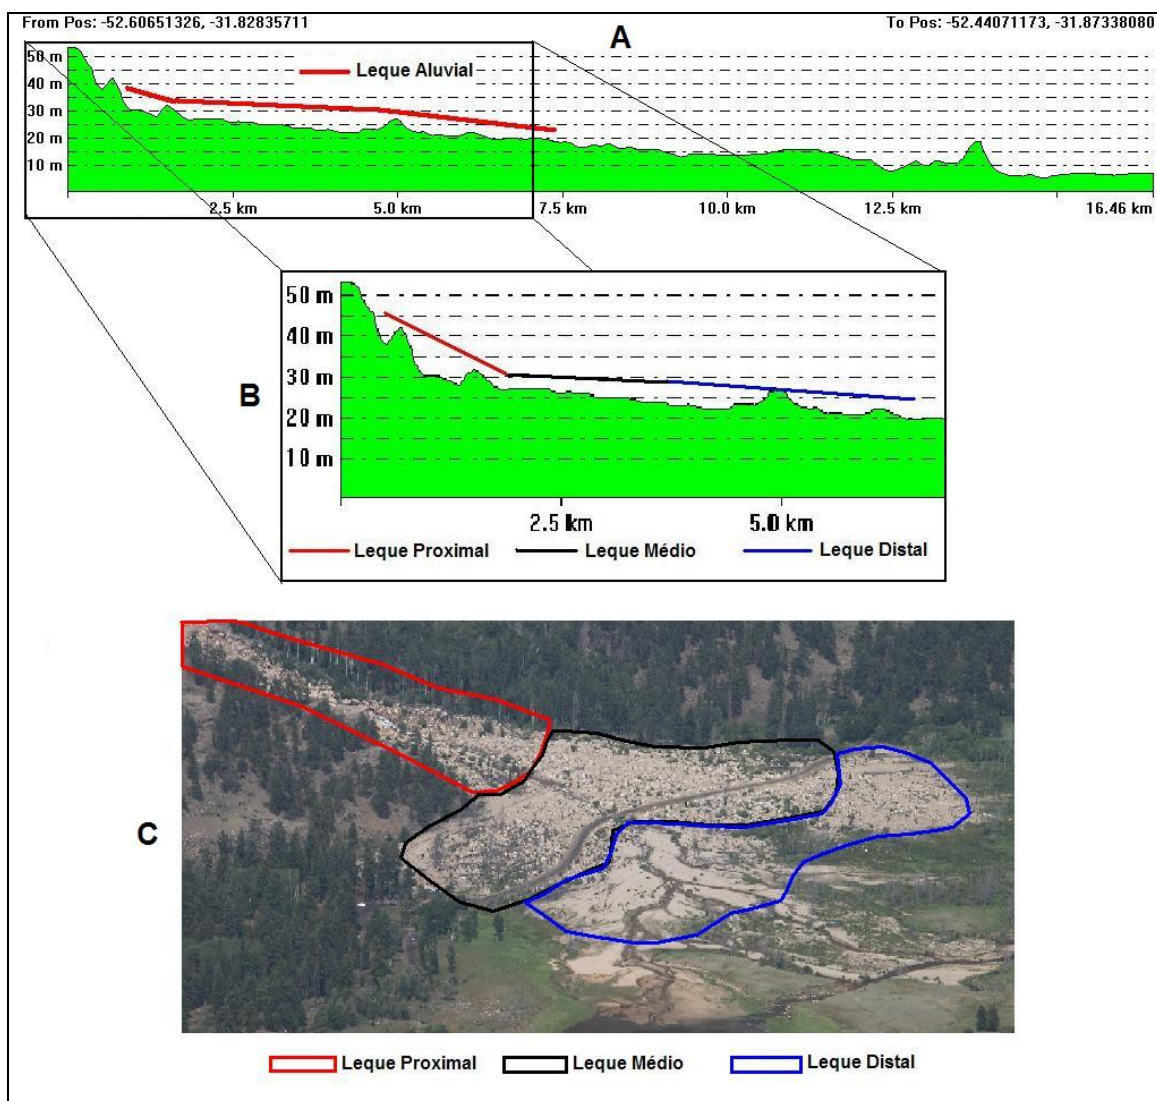 From Pos: -52.60651326, -31.82835711
To Pos: -52.44071173, -31.87338080
A
50 m
40 m
30 m
20 m
10 m
Leque Aluvial
2.5 km
5.0 km
7.5 km
10.0 km
12.5 km
16.46 km
B
50 m
40 m
30 m
20 m
10 m
2.5 km
5.0 km
Leque Proximal
Leque Médio
Leque Distal
C
Leque Proximal
Leque Médio
Leque Distal